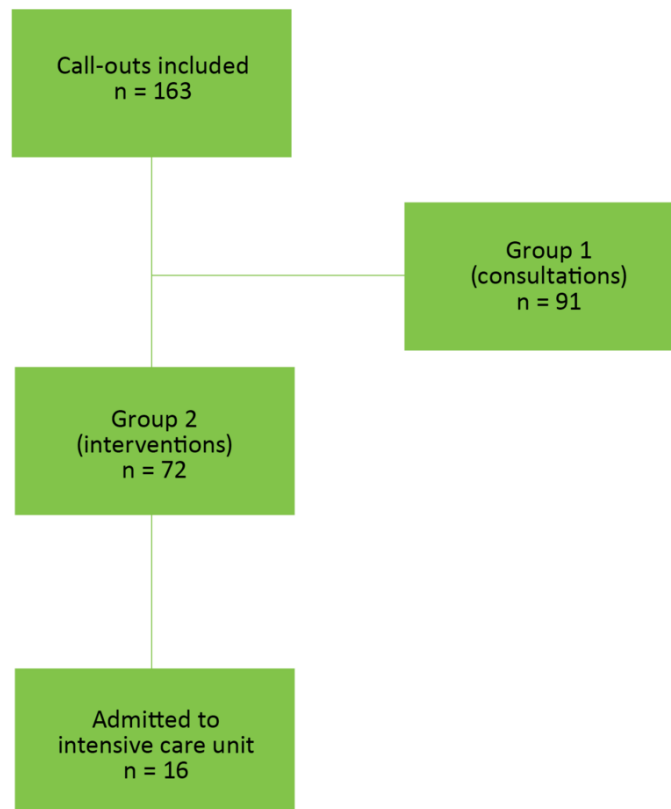 Call-outs included
n = 163
Group 1
(consultations)
n = 91
Group 2
(interventions)
n = 72
Admitted to
intensive care unit
n = 16